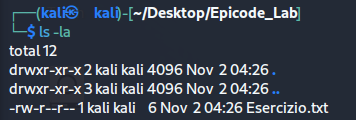 ┌──(kali㉿kali)-[~/Desktop/Epicode_Lab]
└─$ ls -la
total 12
drwxr-xr-x 2 kali kali 4096 Nov 2 04:26 .
drwxr-xr-x 3 kali kali 4096 Nov 2 04:26 ..
-rw-r--r-- 1 kali kali 6 Nov 2 04:26 Esercizio.txt